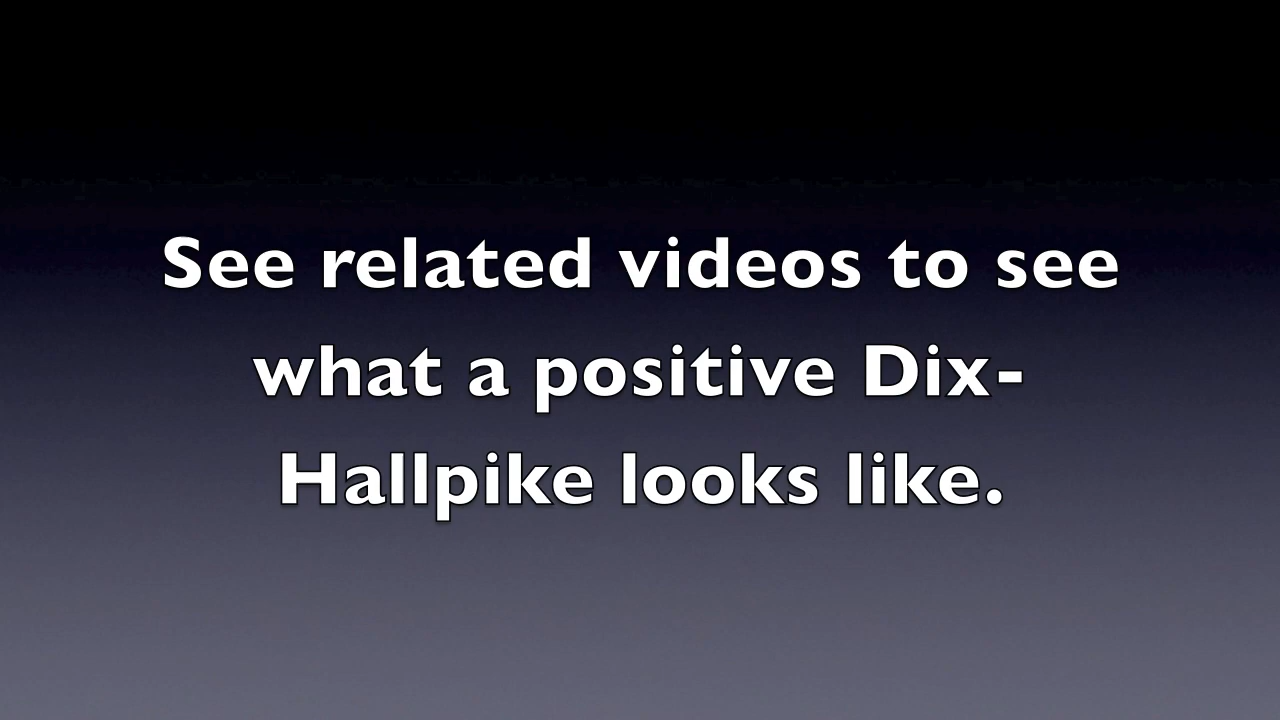 See related videos to see
what a positive Dix-
Hallpike looks like.